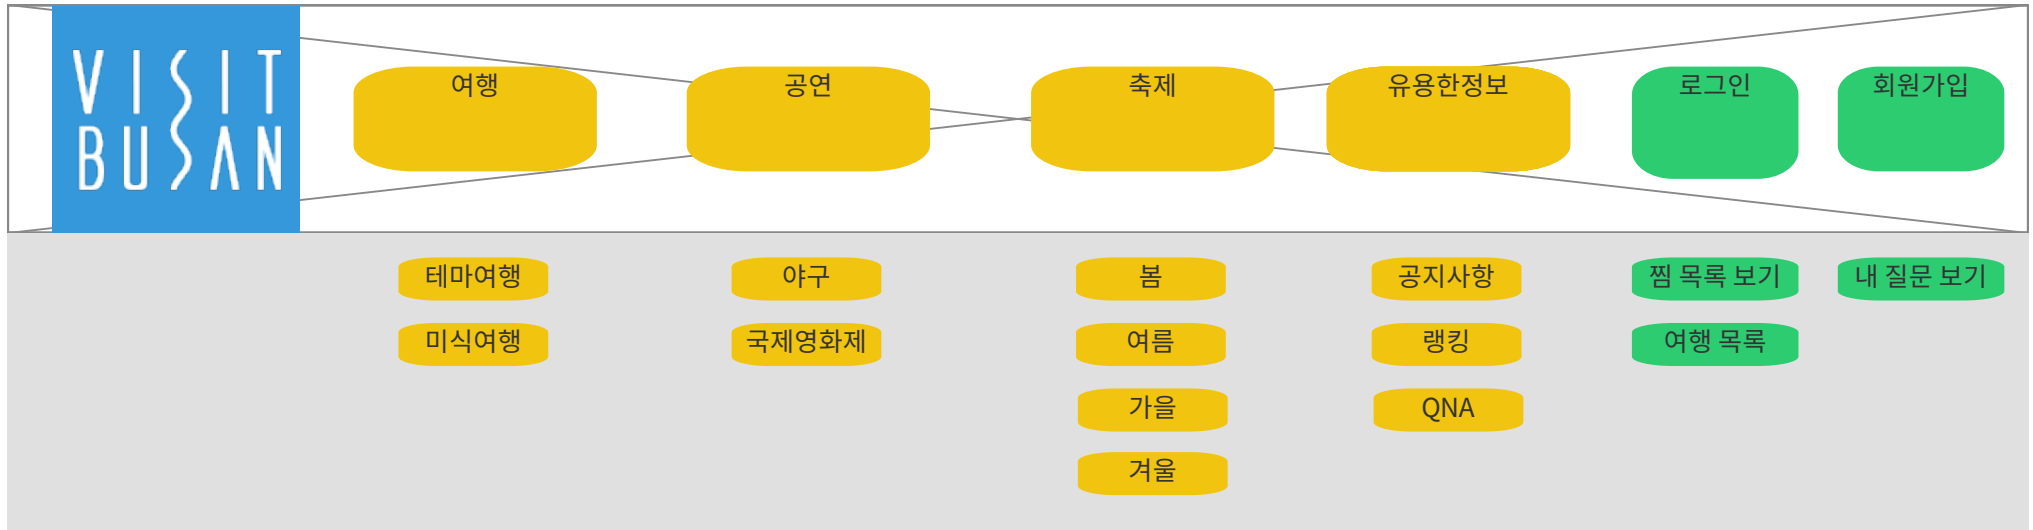 VISIT
BUSAN
여행
공연
축제
유용한정보
로그인
회원가입
테마여행
야구
봄
공지사항
찜 목록 보기
내 질문 보기
미식여행
국제영화제
여름
랭킹
여행 목록
가을
QNA
겨울